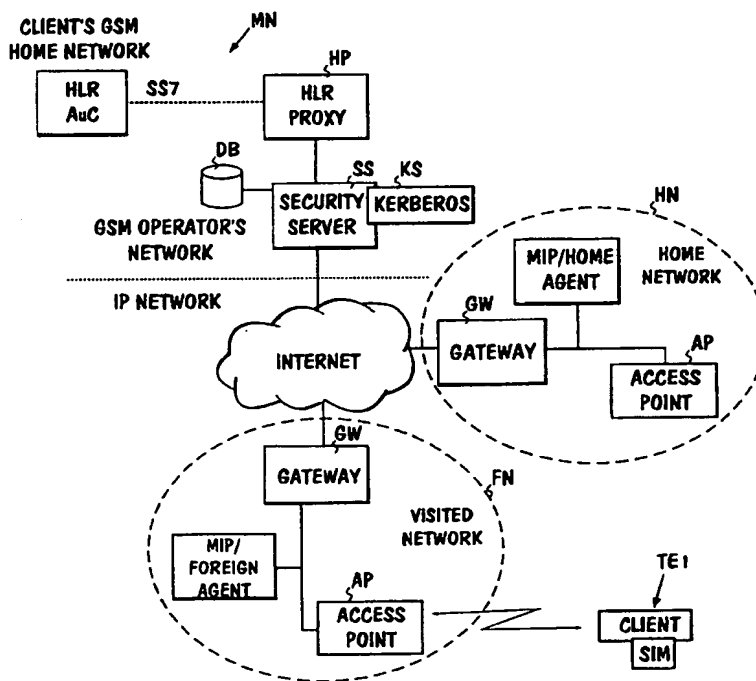 CLIENT'S GSM
HOME NETWORK
MN
HLR
AuC
SS7
HP
HLR
PROXY
DB
SS
KS
SECURITY
SERVER
KERBEROS
GSM OPERATOR'S
NETWORK
IP NETWORK
HN
MIP/HOME
AGENT
HOME
NETWORK
GW
GATEWAY
AP
ACCESS
POINT
INTERNET
GW
GATEWAY
FN
VISITED
NETWORK
MIP/
FOREIGN
AGENT
AP
ACCESS
POINT
TE1
CLIENT
SIM